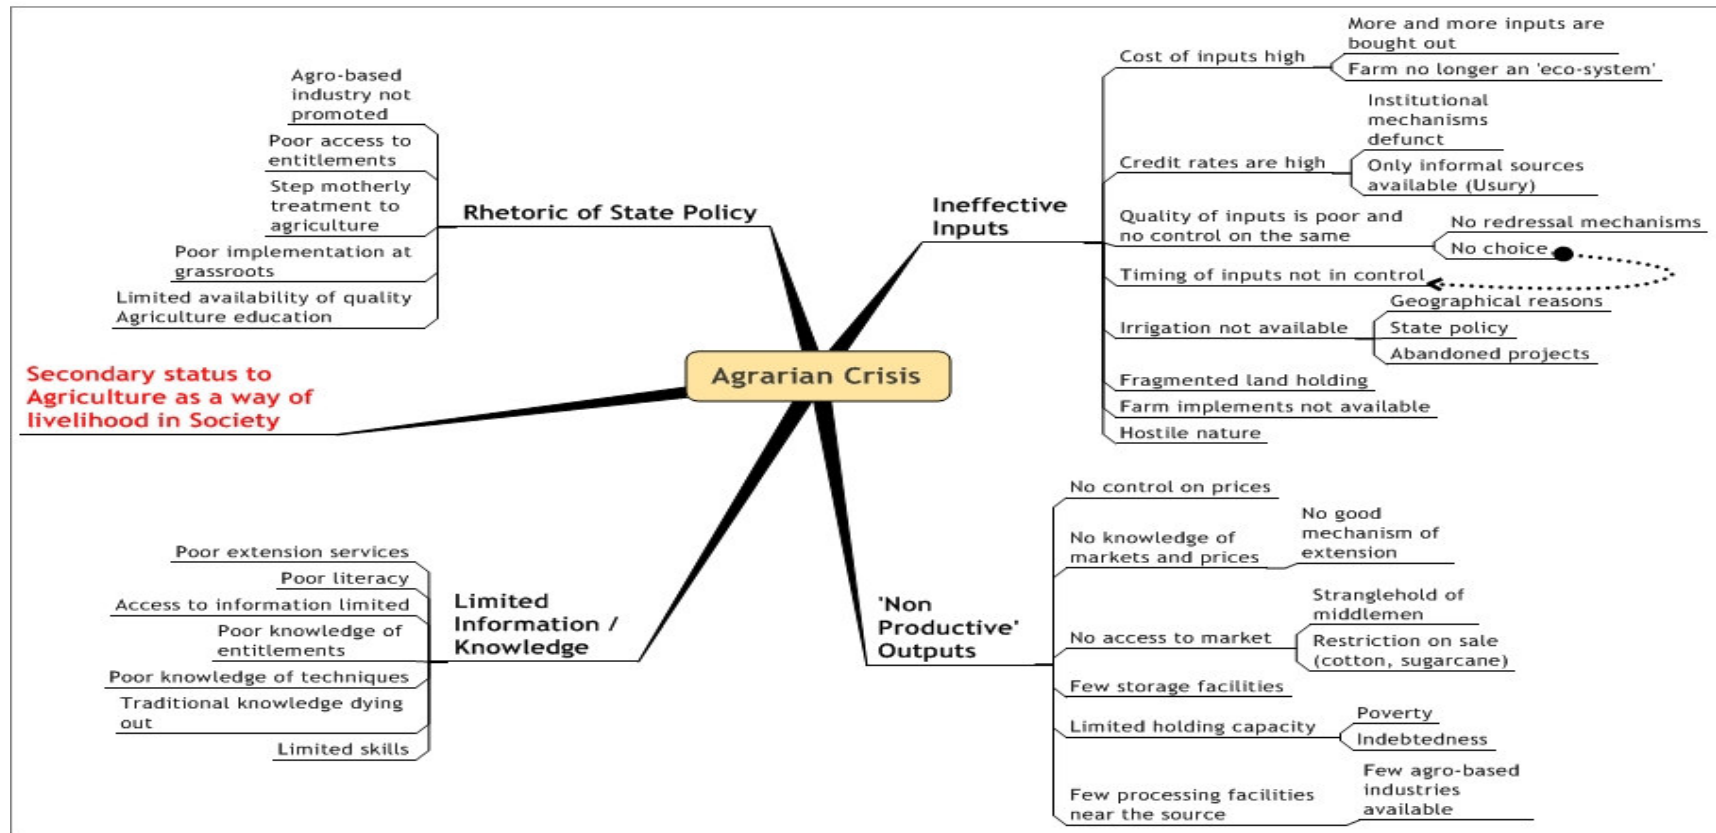 Agrarian Crisis
Rhetoric of State Policy
Agro-based
industry not
promoted
Poor access to
entitlements
Step motherly
treatment to
agriculture
Poor implementation at
grassroots
Limited availability of quality
Agriculture education
Secondary status to
Agriculture as a way of
livelihood in Society
Limited
Information /
Knowledge
Poor extension services
Poor literacy
Access to information limited
Poor knowledge of
entitlements
Poor knowledge of techniques
Traditional knowledge dying
out
Limited skills
Ineffective
Inputs
Cost of inputs high
More and more inputs are
bought out
Farm no longer an 'eco-system'
Credit rates are high
Institutional
mechanisms
defunct
Only informal sources
available (Usury)
Quality of inputs is poor and
no control on the same
No redressal mechanisms
No choice
Timing of inputs not in control
Irrigation not available
Geographical reasons
State policy
Abandoned projects
Fragmented land holding
Farm implements not available
Hostile nature
'Non
Productive'
Outputs
No control on prices
No knowledge of
markets and prices
No good
mechanism of
extension
No access to market
Stranglehold of
middlemen
Restriction on sale
(cotton, sugarcane)
Few storage facilities
Limited holding capacity
Poverty
Indebtedness
Few processing facilities
near the source
Few agro-based
industries
available